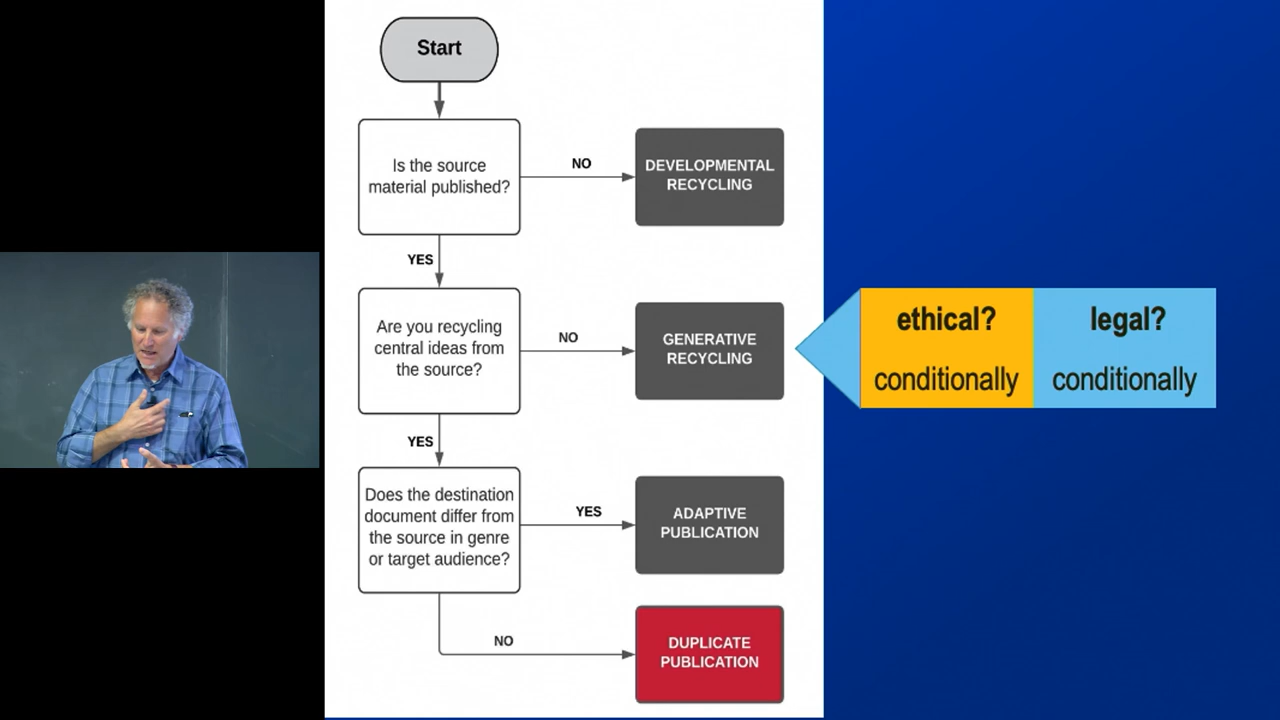 Start
Is the source
material published?
NO
DEVELOPMENTAL
RECYCLING
YES
Are you recycling
central ideas from
the source?
NO
GENERATIVE
RECYCLING
ethical?
conditionally
legal?
conditionally
YES
Does the destination
document differ from
the source in genre
or target audience?
YES
ADAPTIVE
PUBLICATION
NO
DUPLICATE
PUBLICATION